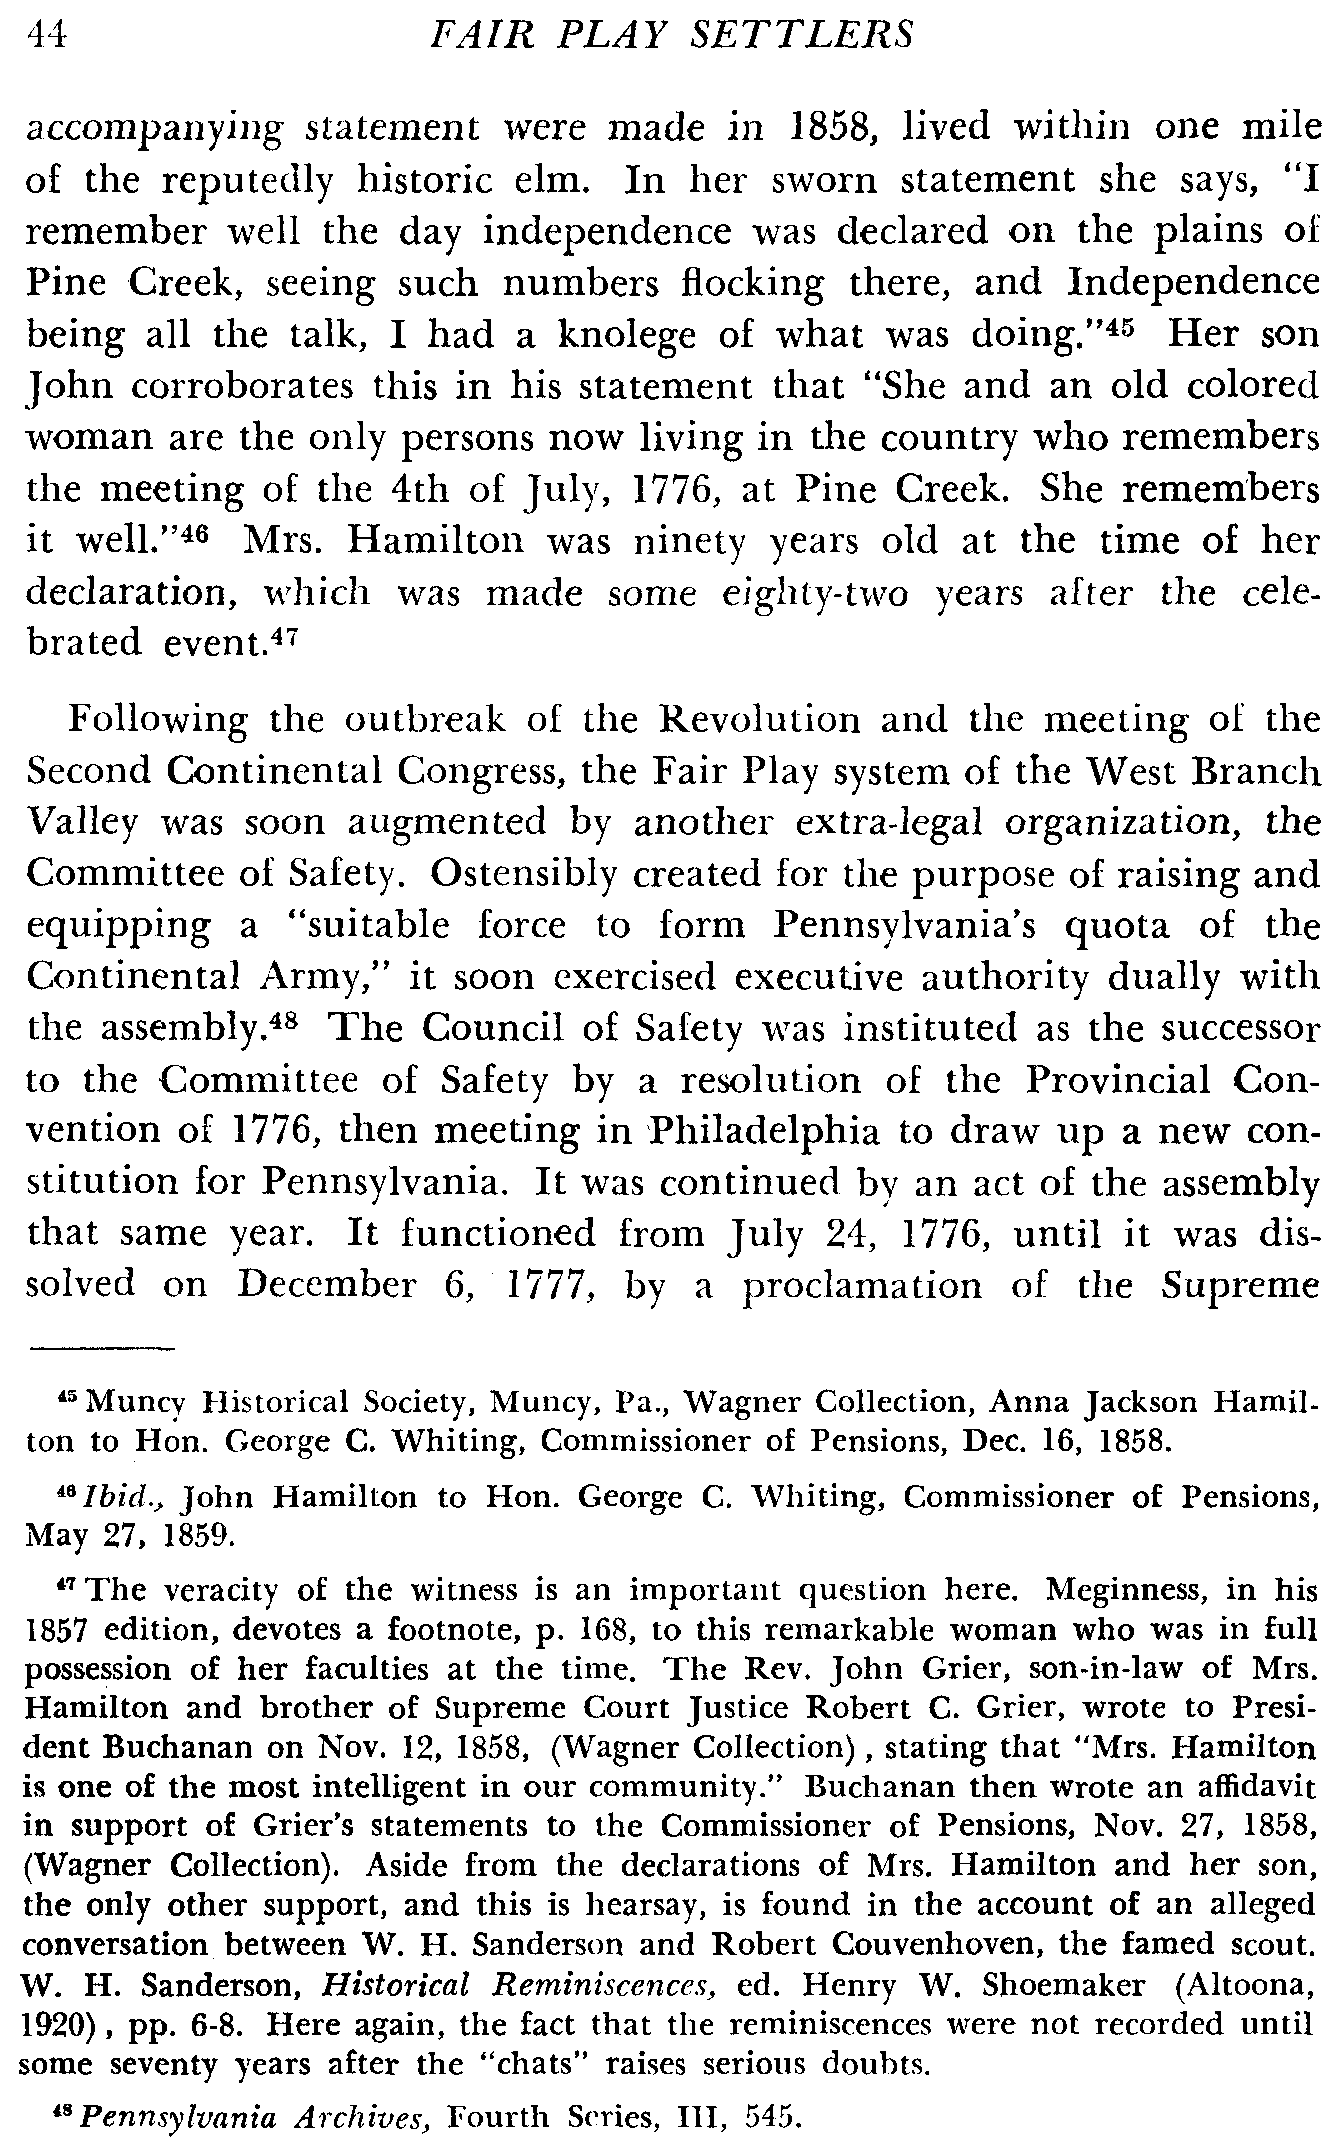 44 FAIR PLAY SETTLERS
accompanying statement were made in 1858, lived within one mile
of the reputedly historic elm. In her sworn statement she says, "I
remember well the day independence was declared on the plains of
Pine Creek, seeing such numbers flocking there, and Independence
being all the talk, I had a knolege of what was doing."45 Her son
John corroborates this in his statement that "She and an old colored
woman are the only persons now living in the country who remembers
the meeting of the 4th of July, 1776, at Pine Creek. She remembers
it well."46 Mrs. Hamilton was ninety years old at the time of her
declaration, which was made some eighty-two years after the cele-
brated event.47
Following the outbreak of the Revolution and the meeting of the
Second Continental Congress, the Fair Play system of the West Branch
Valley was soon augmented by another extra-legal organization, the
Committee of Safety. Ostensibly created for the purpose of raising and
equipping a "suitable force to form Pennsylvania's quota of the
Continental Army," it soon exercised executive authority dually with
the assembly.48 The Council of Safety was instituted as the successor
to the Committee of Safety by a resolution of the Provincial Con-
vention of 1776, then meeting in Philadelphia to draw up a new con-
stitution for Pennsylvania. It was continued by an act of the assembly
that same year. It functioned from July 24, 1776, until it was dis-
solved on December 6, 1777, by a proclamation of the Supreme
45 Muncy Historical Society, Muncy, Pa., Wagner Collection, Anna Jackson Hamil-
ton to Hon. George C. Whiting, Commissioner of Pensions, Dec. 16, 1858.
46 Ibid., John Hamilton to Hon. George C. Whiting, Commissioner of Pensions,
May 27, 1859.
47 The veracity of the witness is an important question here. Meginness, in his
1857 edition, devotes a footnote, p. 168, to this remarkable woman who was in full
possession of her faculties at the time. The Rev. John Grier, son-in-law of Mrs.
Hamilton and brother of Supreme Court Justice Robert C. Grier, wrote to Presi-
dent Buchanan on Nov. 12, 1858, (Wagner Collection), stating that "Mrs. Hamilton
is one of the most intelligent in our community." Buchanan then wrote an affidavit
in support of Grier's statements to the Commissioner of Pensions, Nov. 27, 1858,
(Wagner Collection). Aside from the declarations of Mrs. Hamilton and her son,
the only other support, and this is hearsay, is found in the account of an alleged
conversation between W. H. Sanderson and Robert Couvenhoven, the famed scout.
W. H. Sanderson, Historical Reminiscences, ed. Henry W. Shoemaker (Altoona,
1920), pp. 6-8. Here again, the fact that the reminiscences were not recorded until
some seventy years after the "chats" raises serious doubts.
48 Pennsylvania Archives, Fourth Series, III, 545.